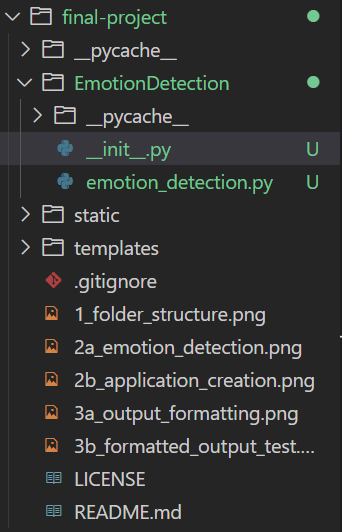 final-project
__pycache__
EmotionDetection
__pycache__
__init__.py U
emotion_detection.py U
static
templates
.gitignore
1_folder_structure.png
2a_emotion_detection.png
2b_application_creation.png
3a_output_formatting.png
3b_formatted_output_test....
LICENSE
README.md